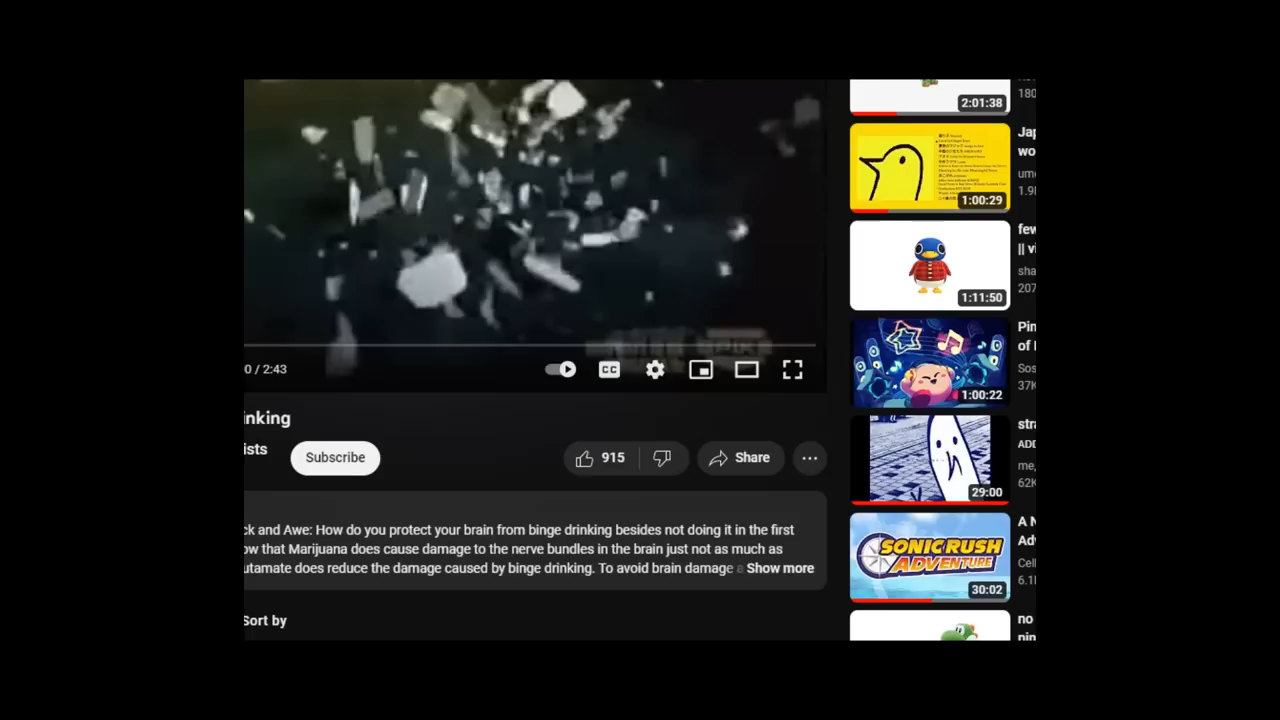 0 / 2:43
CC
inking
ists
Subscribe
915
Share
ck and Awe: How do you protect your brain from binge drinking besides not doing it in the first
ow that Marijuana does cause damage to the nerve bundles in the brain just not as much as
utamate does reduce the damage caused by binge drinking. To avoid brain damage a Show more
Sort by
2:01:38
180
1:00:29
Jap
wo
ume
1.9
1:11:50
few
|| vi
sha
207
1:00:22
Pin
of
Sos
37K
29:00
stra
ADD
me,
62K
SONIC RUSH
ADVENTURE
30:02
A N
Adv
Cell
6.1
no
nin